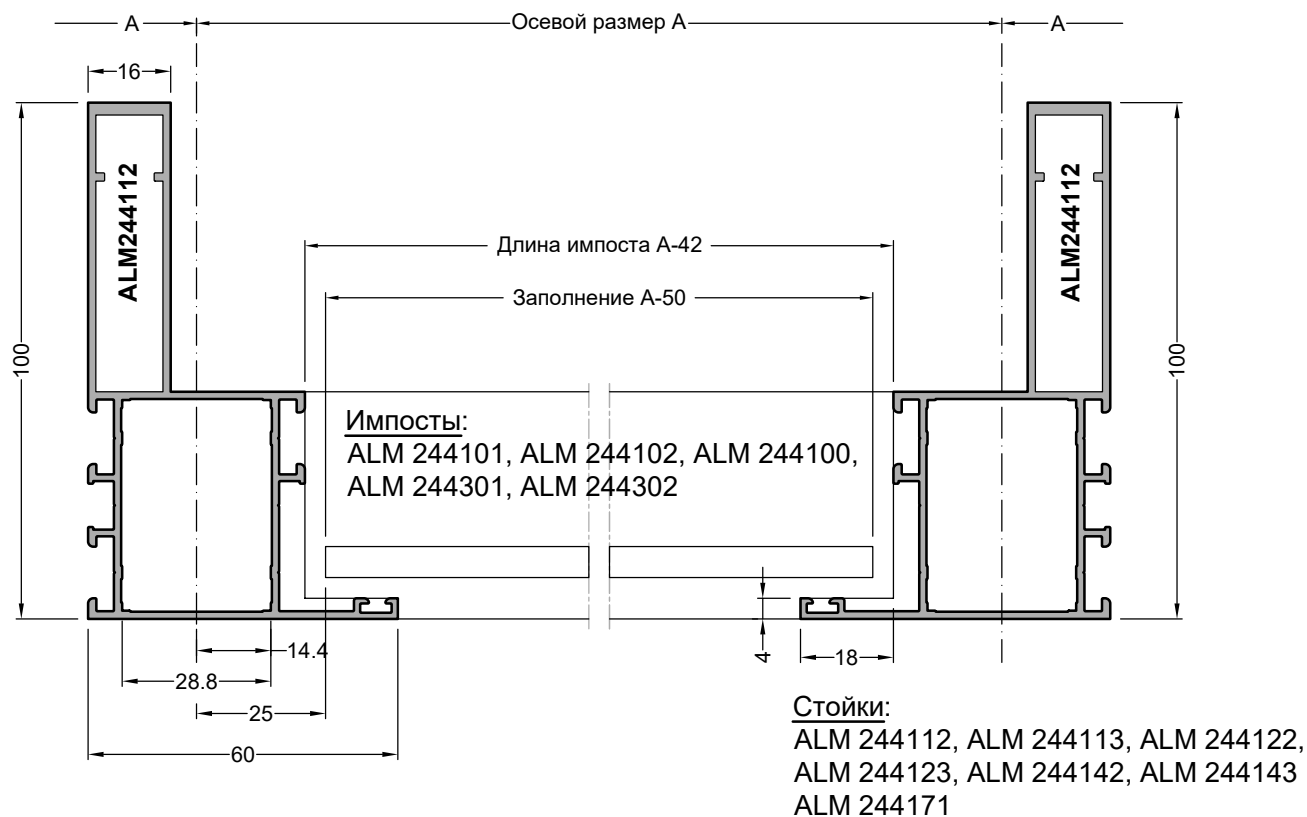 А
Осевой размер А
А
16
ALM244112
ALM244112
100
100
Длина импоста А-42
Заполнение А-50
Импосты:
ALM 244101, ALM 244102, ALM 244100,
ALM 244301, ALM 244302
14.4
4
18
28.8
25
60
Стойки:
ALM 244112, ALM 244113, ALM 244122,
ALM 244123, ALM 244142, ALM 244143
ALM 244171